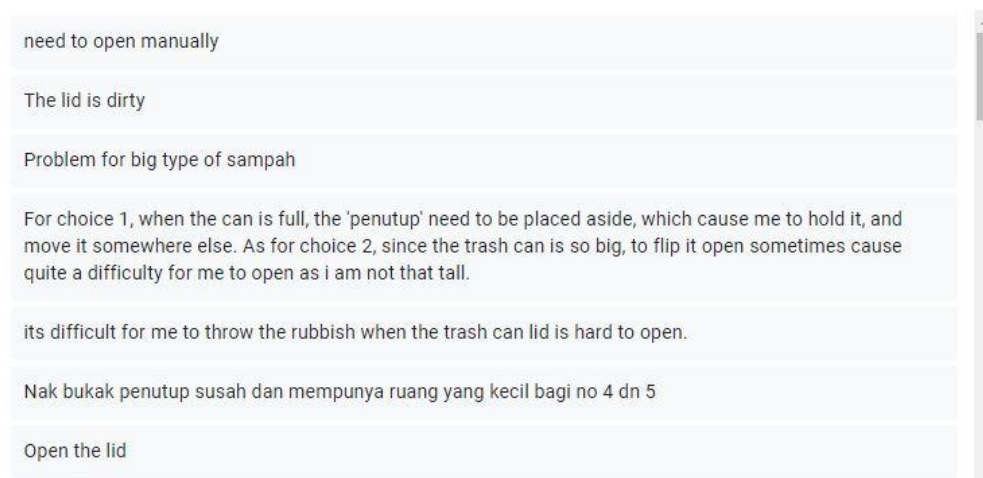 need to open manually
The lid is dirty
Problem for big type of sampah
For choice 1, when the can is full, the 'penutup' need to be placed aside, which cause me to hold it, and
move it somewhere else. As for choice 2, since the trash can is so big, to flip it open sometimes cause
quite a difficulty for me to open as i am not that tall.
its difficult for me to throw the rubbish when the trash can lid is hard to open.
Nak bukak penutup susah dan mempunya ruang yang kecil bagi no 4 dn 5
Open the lid